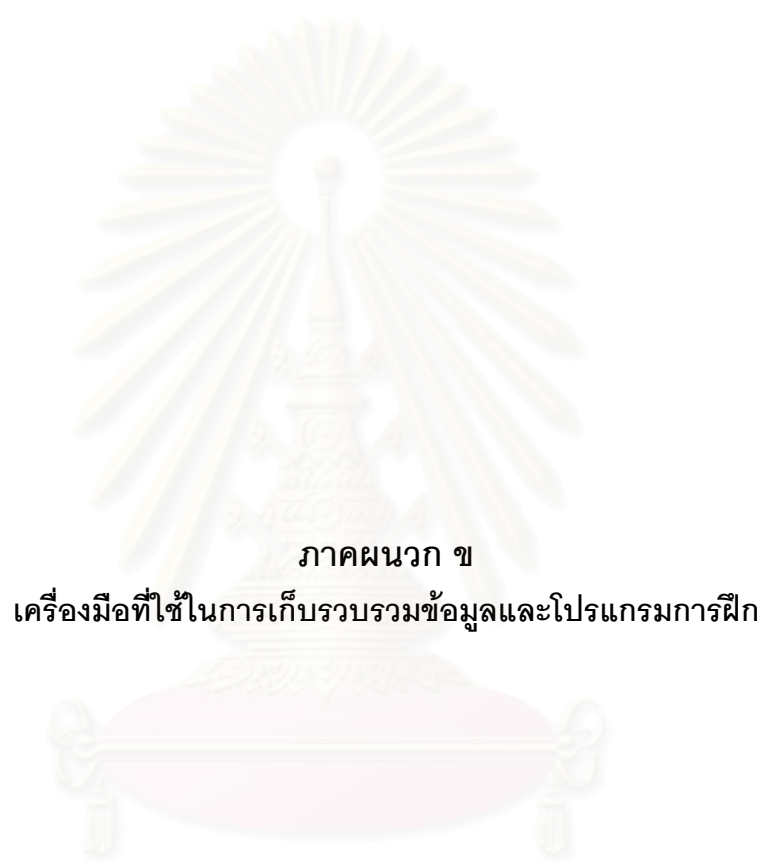 ภาคผนวก ข
เครื่องมือที่ใช้ในการเก็บรวบรวมข้อมูลและโปรแกรมการฝึก